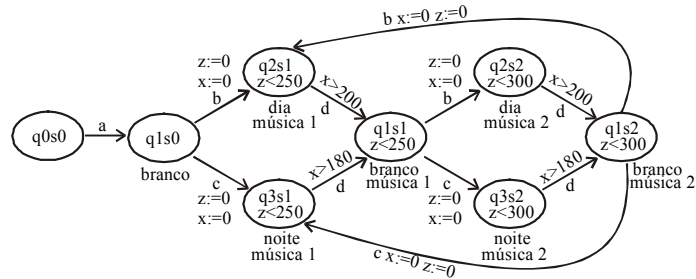 b x:=0 z:=0
z:=0
x:=0
q2s1
z<250
b
dia
música 1
x>200
d
z:=0
x:=0
q2s2
z<300
b
dia
música 2
x>200
d
q0s0
a
q1s0
branco
q1s1
z<250
branco
música 1
q1s2
z<300
branco
música 2
c
z:=0
x:=0
q3s1
z<250
noite
música 1
x>180
d
c
z:=0
x:=0
q3s2
z<300
noite
música 2
x>180
d
c x:=0 z:=0